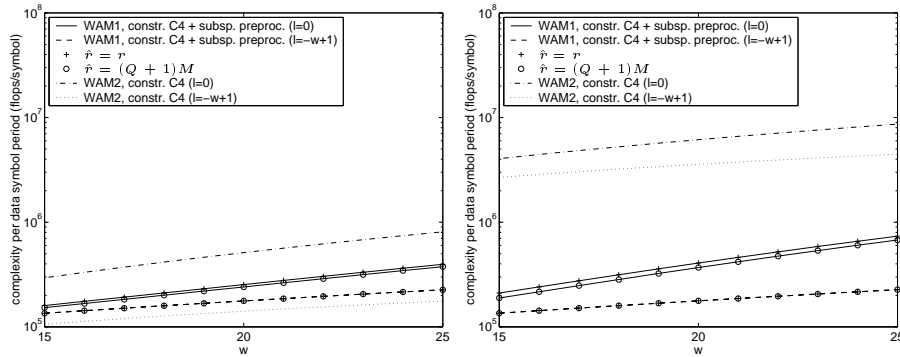 10^8
WAM1, constr. C4 + subsp. preproc. (l=0)
WAM1, constr. C4 + subsp. preproc. (l=-w+1)
r̂ = r
r̂ = (Q + 1)M
WAM2, constr. C4 (l=0)
WAM2, constr. C4 (l=-w+1)
10^7
10^6
10^5
complexity per data symbol period (flops/symbol)
15
20
25
w
10^8
WAM1, constr. C4 + subsp. preproc. (l=0)
WAM1, constr. C4 + subsp. preproc. (l=-w+1)
r̂ = r
r̂ = (Q + 1)M
WAM2, constr. C4 (l=0)
WAM2, constr. C4 (l=-w+1)
10^7
10^6
10^5
complexity per data symbol period (flops/symbol)
15
20
25
w